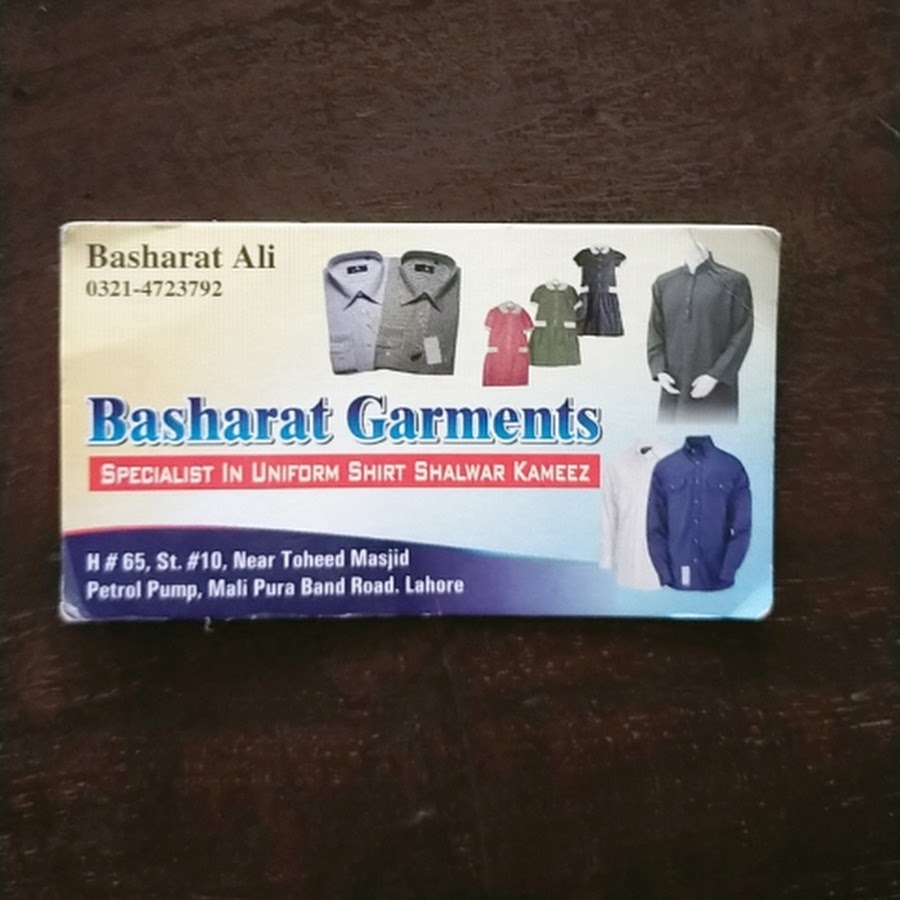 Basharat Ali
0321-4723792
Basharat Garments
SPECIALIST IN UNIFORM SHIRT SHALWAR KAMEEZ
H # 65, St. #10, Near Toheed Masjid
Petrol Pump, Mali Pura Band Road. Lahore